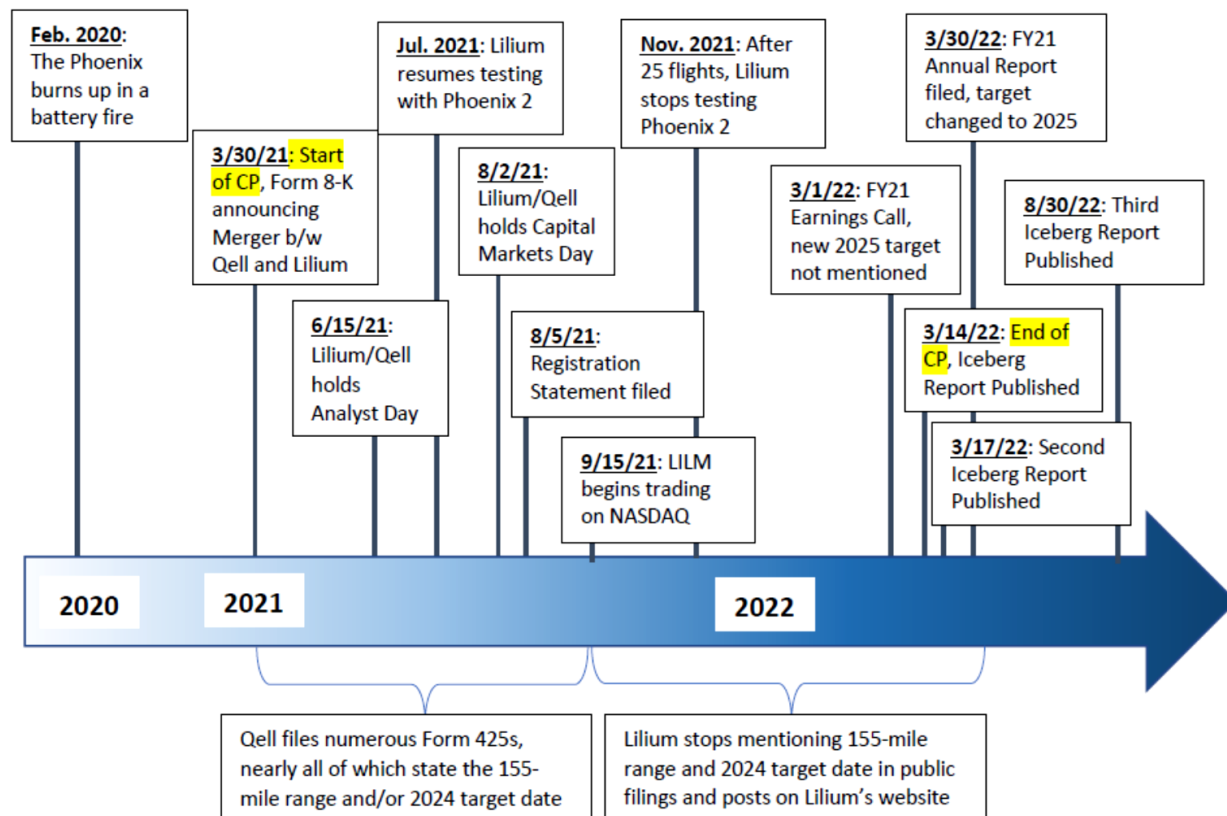 Feb. 2020:
The Phoenix
burns up in a
battery fire
3/30/21: Start
of CP, Form 8-K
announcing
Merger b/w
Qell and Lilium
6/15/21:
Lilium/Qell
holds
Analyst Day
Jul. 2021: Lilium
resumes testing
with Phoenix 2
8/2/21:
Lilium/Qell
holds Capital
Markets Day
8/5/21:
Registration
Statement filed
9/15/21: LILM
begins trading
on NASDAQ
Nov. 2021: After
25 flights, Lilium
stops testing
Phoenix 2
3/1/22: FY21
Earnings Call,
new 2025 target
not mentioned
3/14/22: End of
CP, Iceberg
Report Published
3/17/22: Second
Iceberg Report
Published
3/30/22: FY21
Annual Report
filed, target
changed to 2025
8/30/22: Third
Iceberg Report
Published
2020
2021
2022
Qell files numerous Form 425s,
nearly all of which state the 155-
mile range and/or 2024 target date
Lilium stops mentioning 155-mile
range and 2024 target date in public
filings and posts on Lilium's website